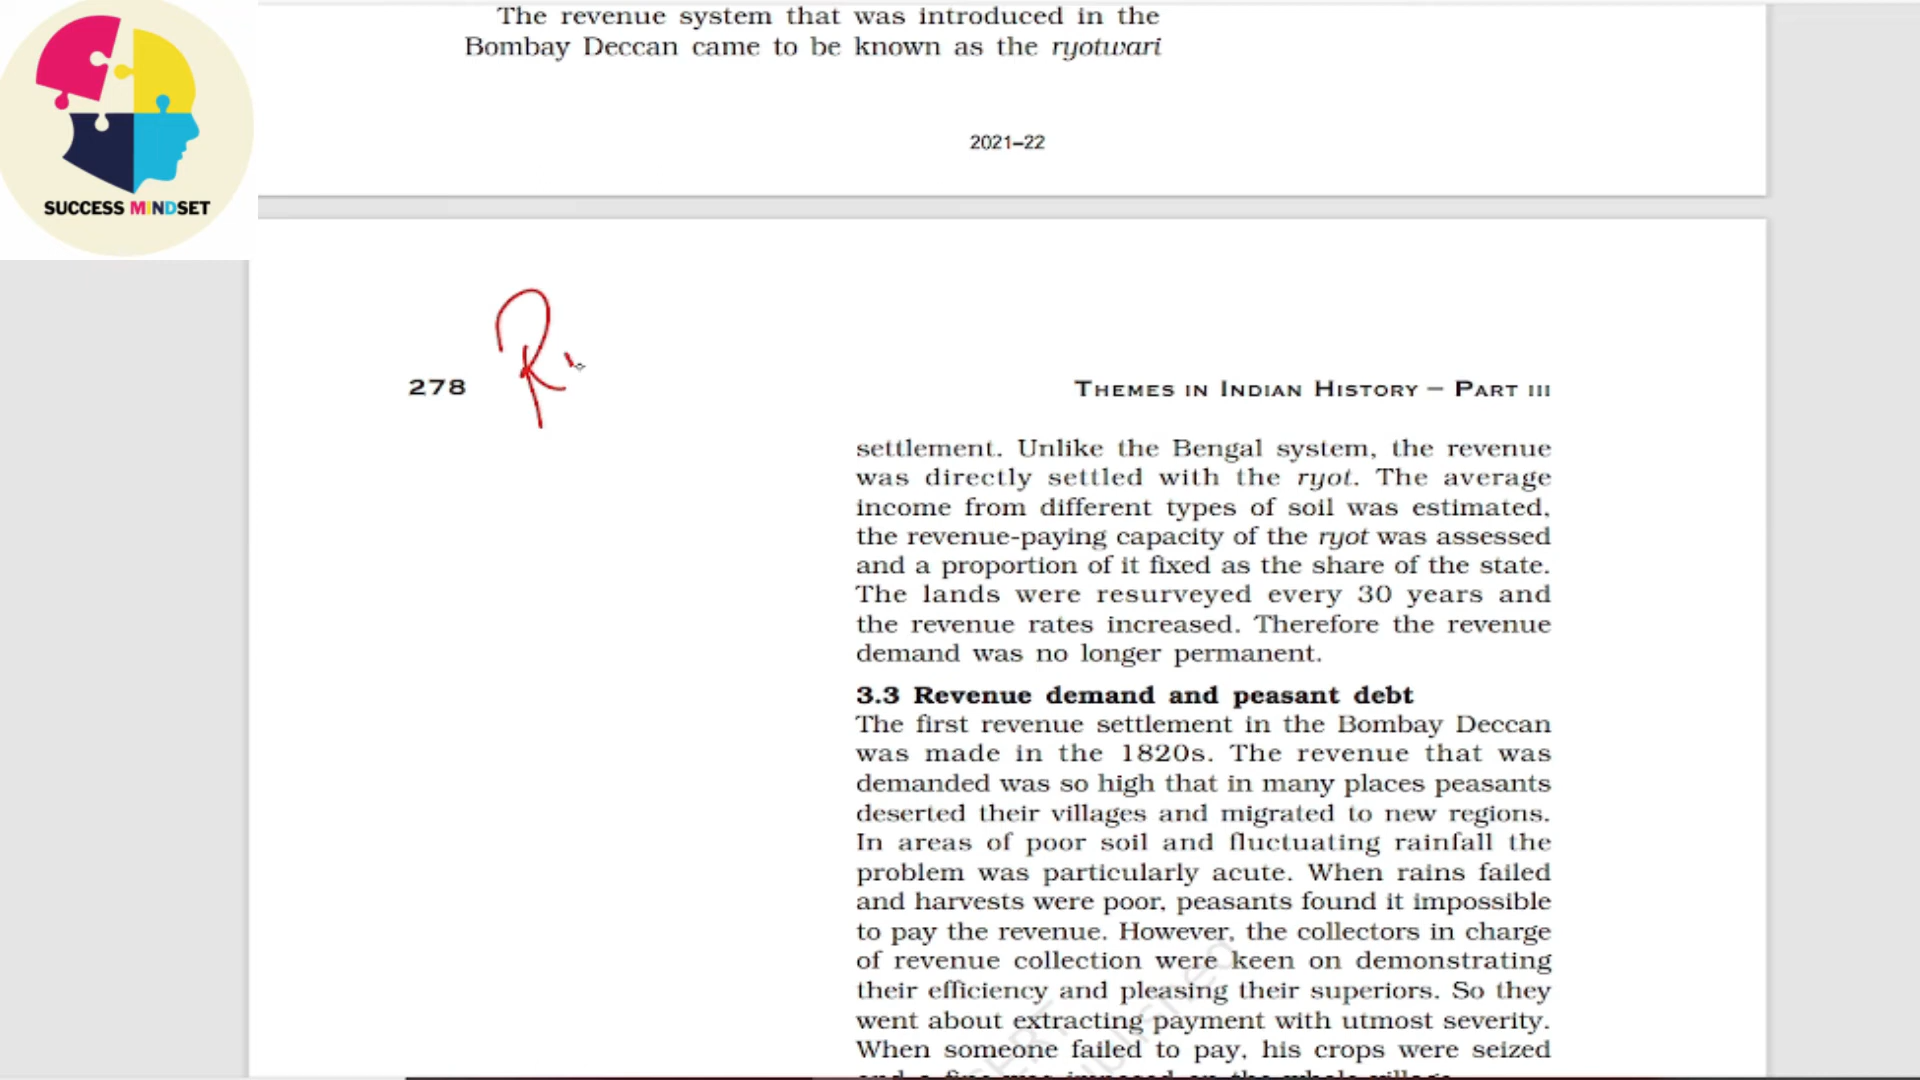 The revenue system that was introduced in the
Bombay Deccan came to be known as the ryotwari
2021–22
SUCCESS MINDSET
R
278
THEMES IN INDIAN HISTORY – PART III
settlement. Unlike the Bengal system, the revenue
was directly settled with the ryot. The average
income from different types of soil was estimated,
the revenue-paying capacity of the ryot was assessed
and a proportion of it fixed as the share of the state.
The lands were resurveyed every 30 years and
the revenue rates increased. Therefore the revenue
demand was no longer permanent.
3.3 Revenue demand and peasant debt
The first revenue settlement in the Bombay Deccan
was made in the 1820s. The revenue that was
demanded was so high that in many places peasants
deserted their villages and migrated to new regions.
In areas of poor soil and fluctuating rainfall the
problem was particularly acute. When rains failed
and harvests were poor, peasants found it impossible
to pay the revenue. However, the collectors in charge
of revenue collection were keen on demonstrating
their efficiency and pleasing their superiors. So they
went about extracting payment with utmost severity.
When someone failed to pay, his crops were seized
and a fine was imposed on the whole village.